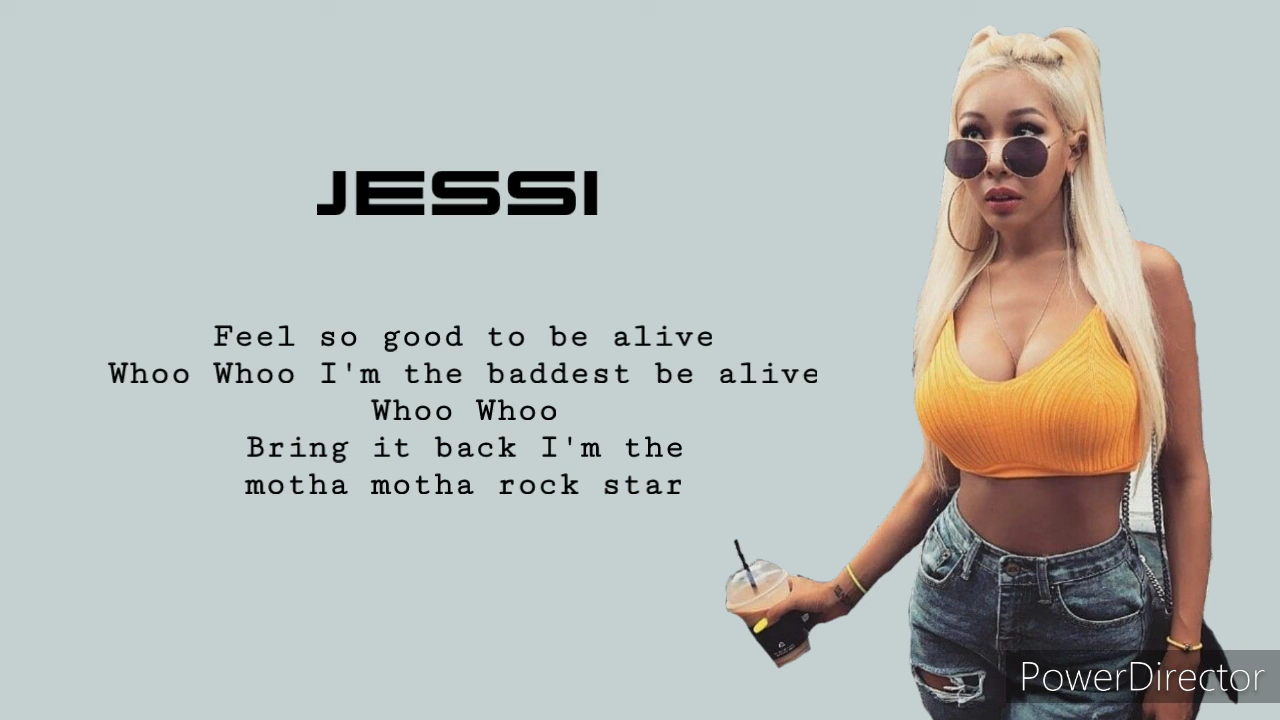 JESSI
Feel so good to be alive
Whoo Whoo I'm the baddest be alive
Whoo Whoo
Bring it back I'm the
motha motha rock star
PowerDirector